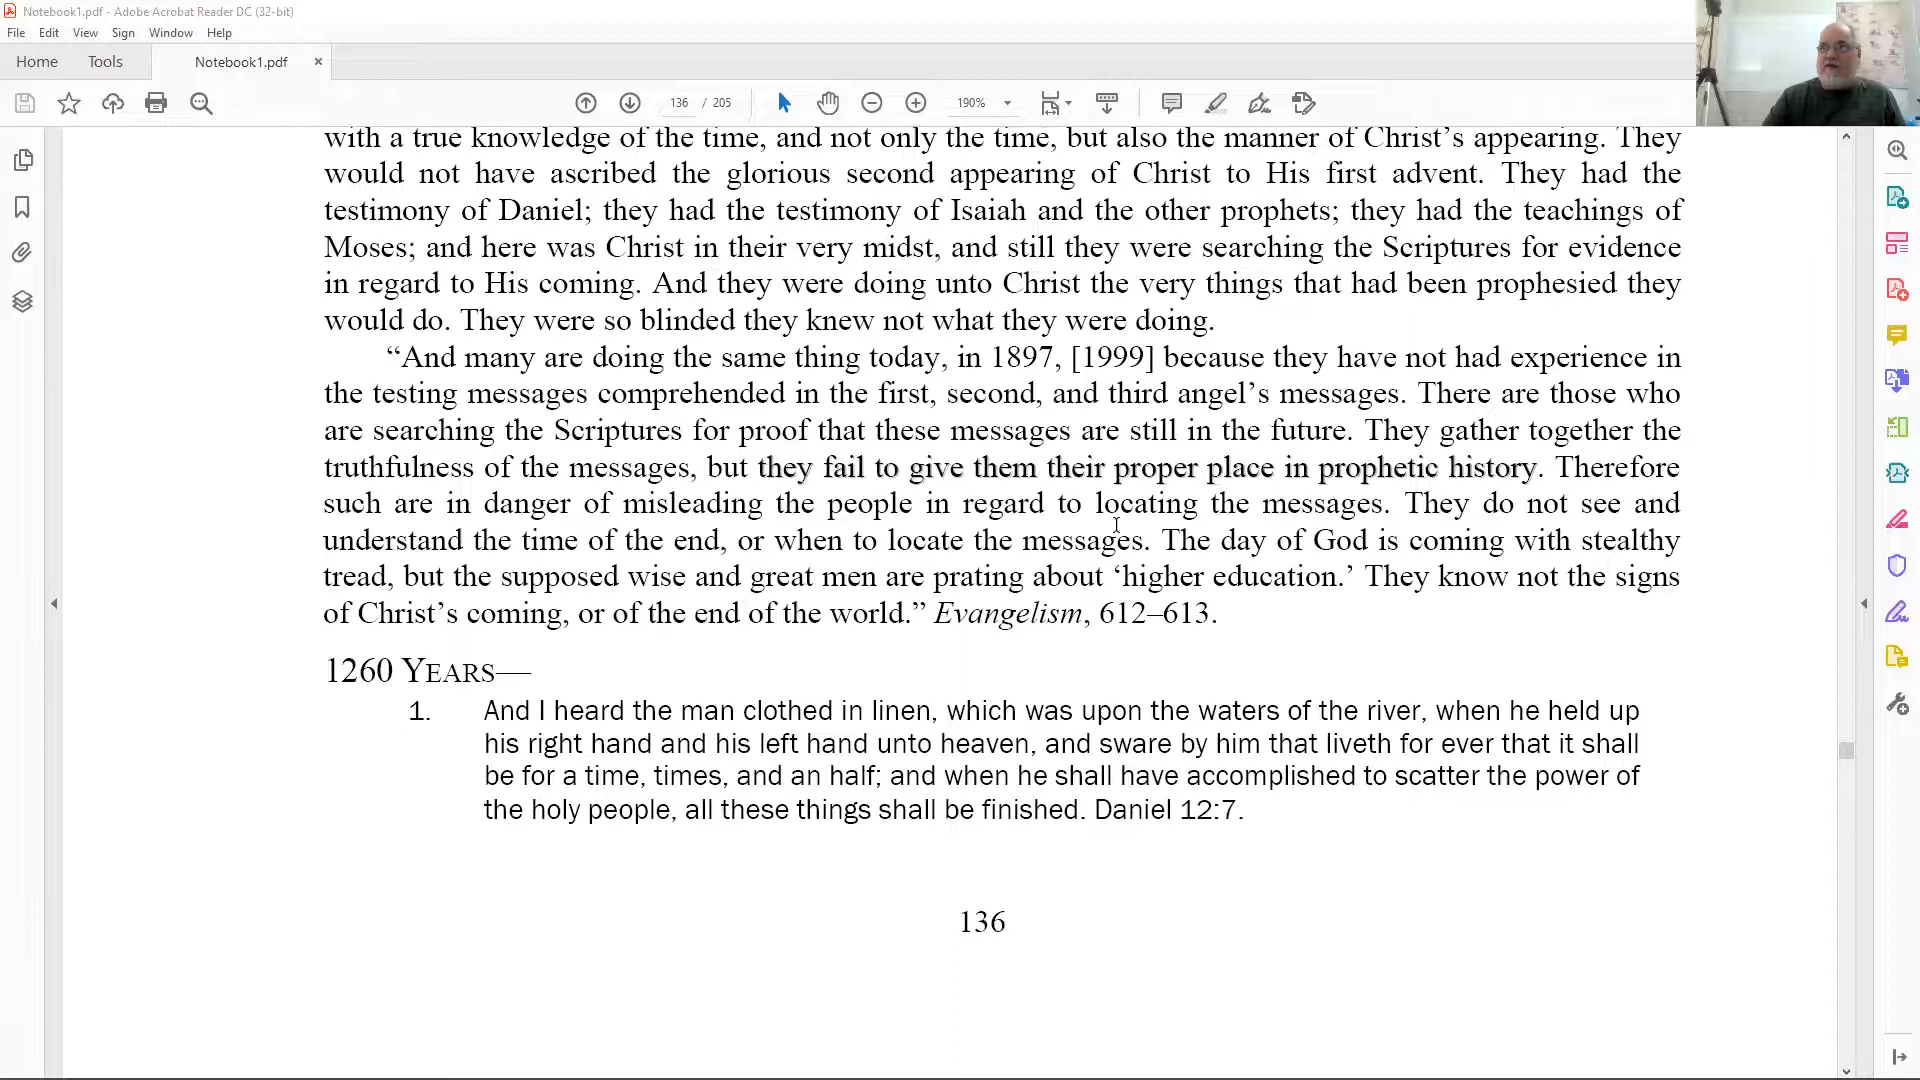 Notebook1.pdf - Adobe Acrobat Reader DC (32-bit)
File Edit View Sign Window Help
Home Tools Notebook1.pdf ×
136 / 205 190%
with a true knowledge of the time, and not only the time, but also the manner of Christ’s appearing. They
would not have ascribed the glorious second appearing of Christ to His first advent. They had the
testimony of Daniel; they had the testimony of Isaiah and the other prophets; they had the teachings of
Moses; and here was Christ in their very midst, and still they were searching the Scriptures for evidence
in regard to His coming. And they were doing unto Christ the very things that had been prophesied they
would do. They were so blinded they knew not what they were doing.
“And many are doing the same thing today, in 1897, [1999] because they have not had experience in
the testing messages comprehended in the first, second, and third angel’s messages. There are those who
are searching the Scriptures for proof that these messages are still in the future. They gather together the
truthfulness of the messages, but they fail to give them their proper place in prophetic history. Therefore
such are in danger of misleading the people in regard to locating the messages. They do not see and
understand the time of the end, or when to locate the messages. The day of God is coming with stealthy
tread, but the supposed wise and great men are prating about ‘higher education.’ They know not the signs
of Christ’s coming, or of the end of the world.” Evangelism, 612–613.
1260 YEARS—
1. And I heard the man clothed in linen, which was upon the waters of the river, when he held up
his right hand and his left hand unto heaven, and sware by him that liveth for ever that it shall
be for a time, times, and an half; and when he shall have accomplished to scatter the power of
the holy people, all these things shall be finished. Daniel 12:7.
136